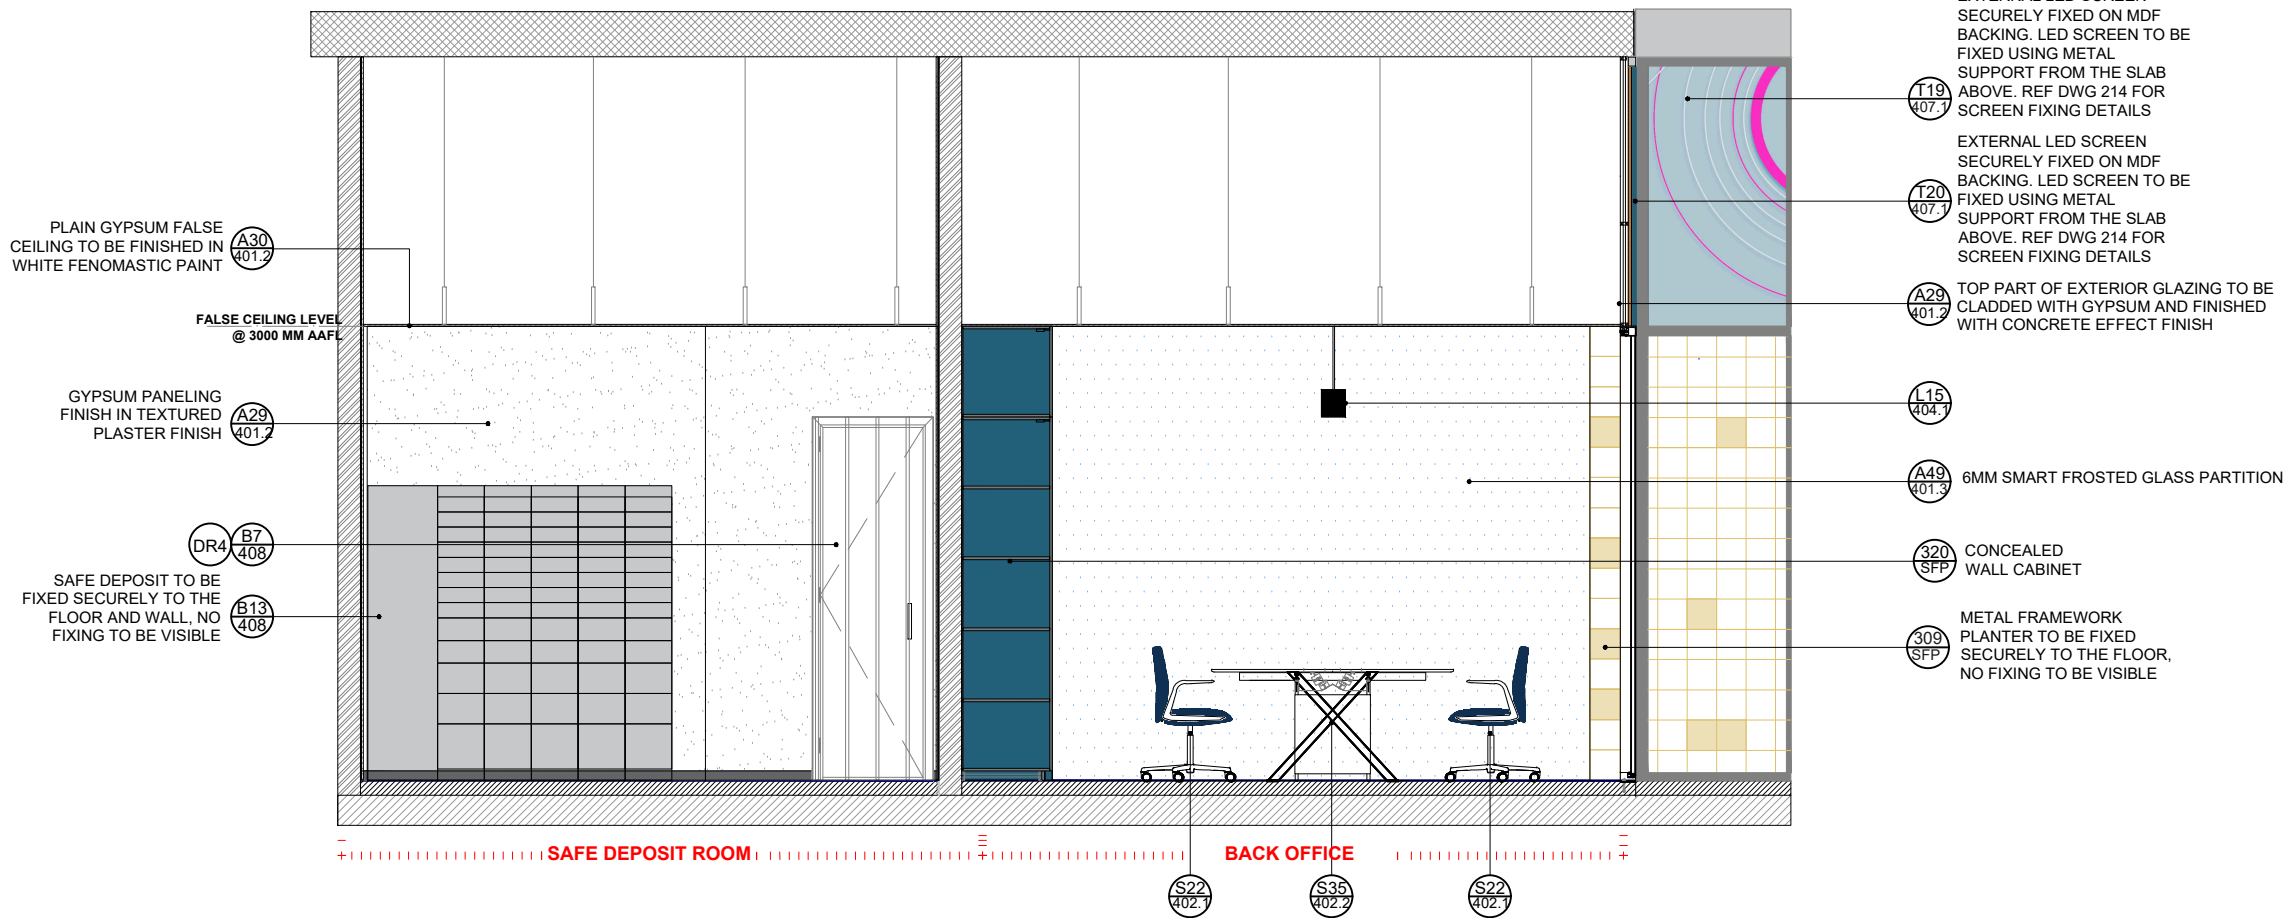 EXTERNAL LED SCREEN
SECURELY FIXED ON MDF
BACKING. LED SCREEN TO BE
FIXED USING METAL
SUPPORT FROM THE SLAB
ABOVE. REF DWG 214 FOR
SCREEN FIXING DETAILS
T19
407.1
EXTERNAL LED SCREEN
SECURELY FIXED ON MDF
BACKING. LED SCREEN TO BE
FIXED USING METAL
SUPPORT FROM THE SLAB
ABOVE. REF DWG 214 FOR
SCREEN FIXING DETAILS
T20
407.1
PLAIN GYPSUM FALSE
CEILING TO BE FINISHED IN
WHITE FENOMASTIC PAINT
A30
401.2
A29
401.2
TOP PART OF EXTERIOR GLAZING TO BE
CLADDED WITH GYPSUM AND FINISHED
WITH CONCRETE EFFECT FINISH
FALSE CEILING LEVEL
@ 3000 MM AAFL
GYPSUM PANELING
FINISH IN TEXTURED
PLASTER FINISH
A29
401.2
L15
404.1
A49
401.3
6MM SMART FROSTED GLASS PARTITION
DR4
B7
408
320
SFP
CONCEALED
WALL CABINET
SAFE DEPOSIT TO BE
FIXED SECURELY TO THE
FLOOR AND WALL, NO
FIXING TO BE VISIBLE
B13
408
309
SFP
METAL FRAMEWORK
PLANTER TO BE FIXED
SECURELY TO THE FLOOR,
NO FIXING TO BE VISIBLE
SAFE DEPOSIT ROOM
BACK OFFICE
S22
402.1
S35
402.2
S22
402.1